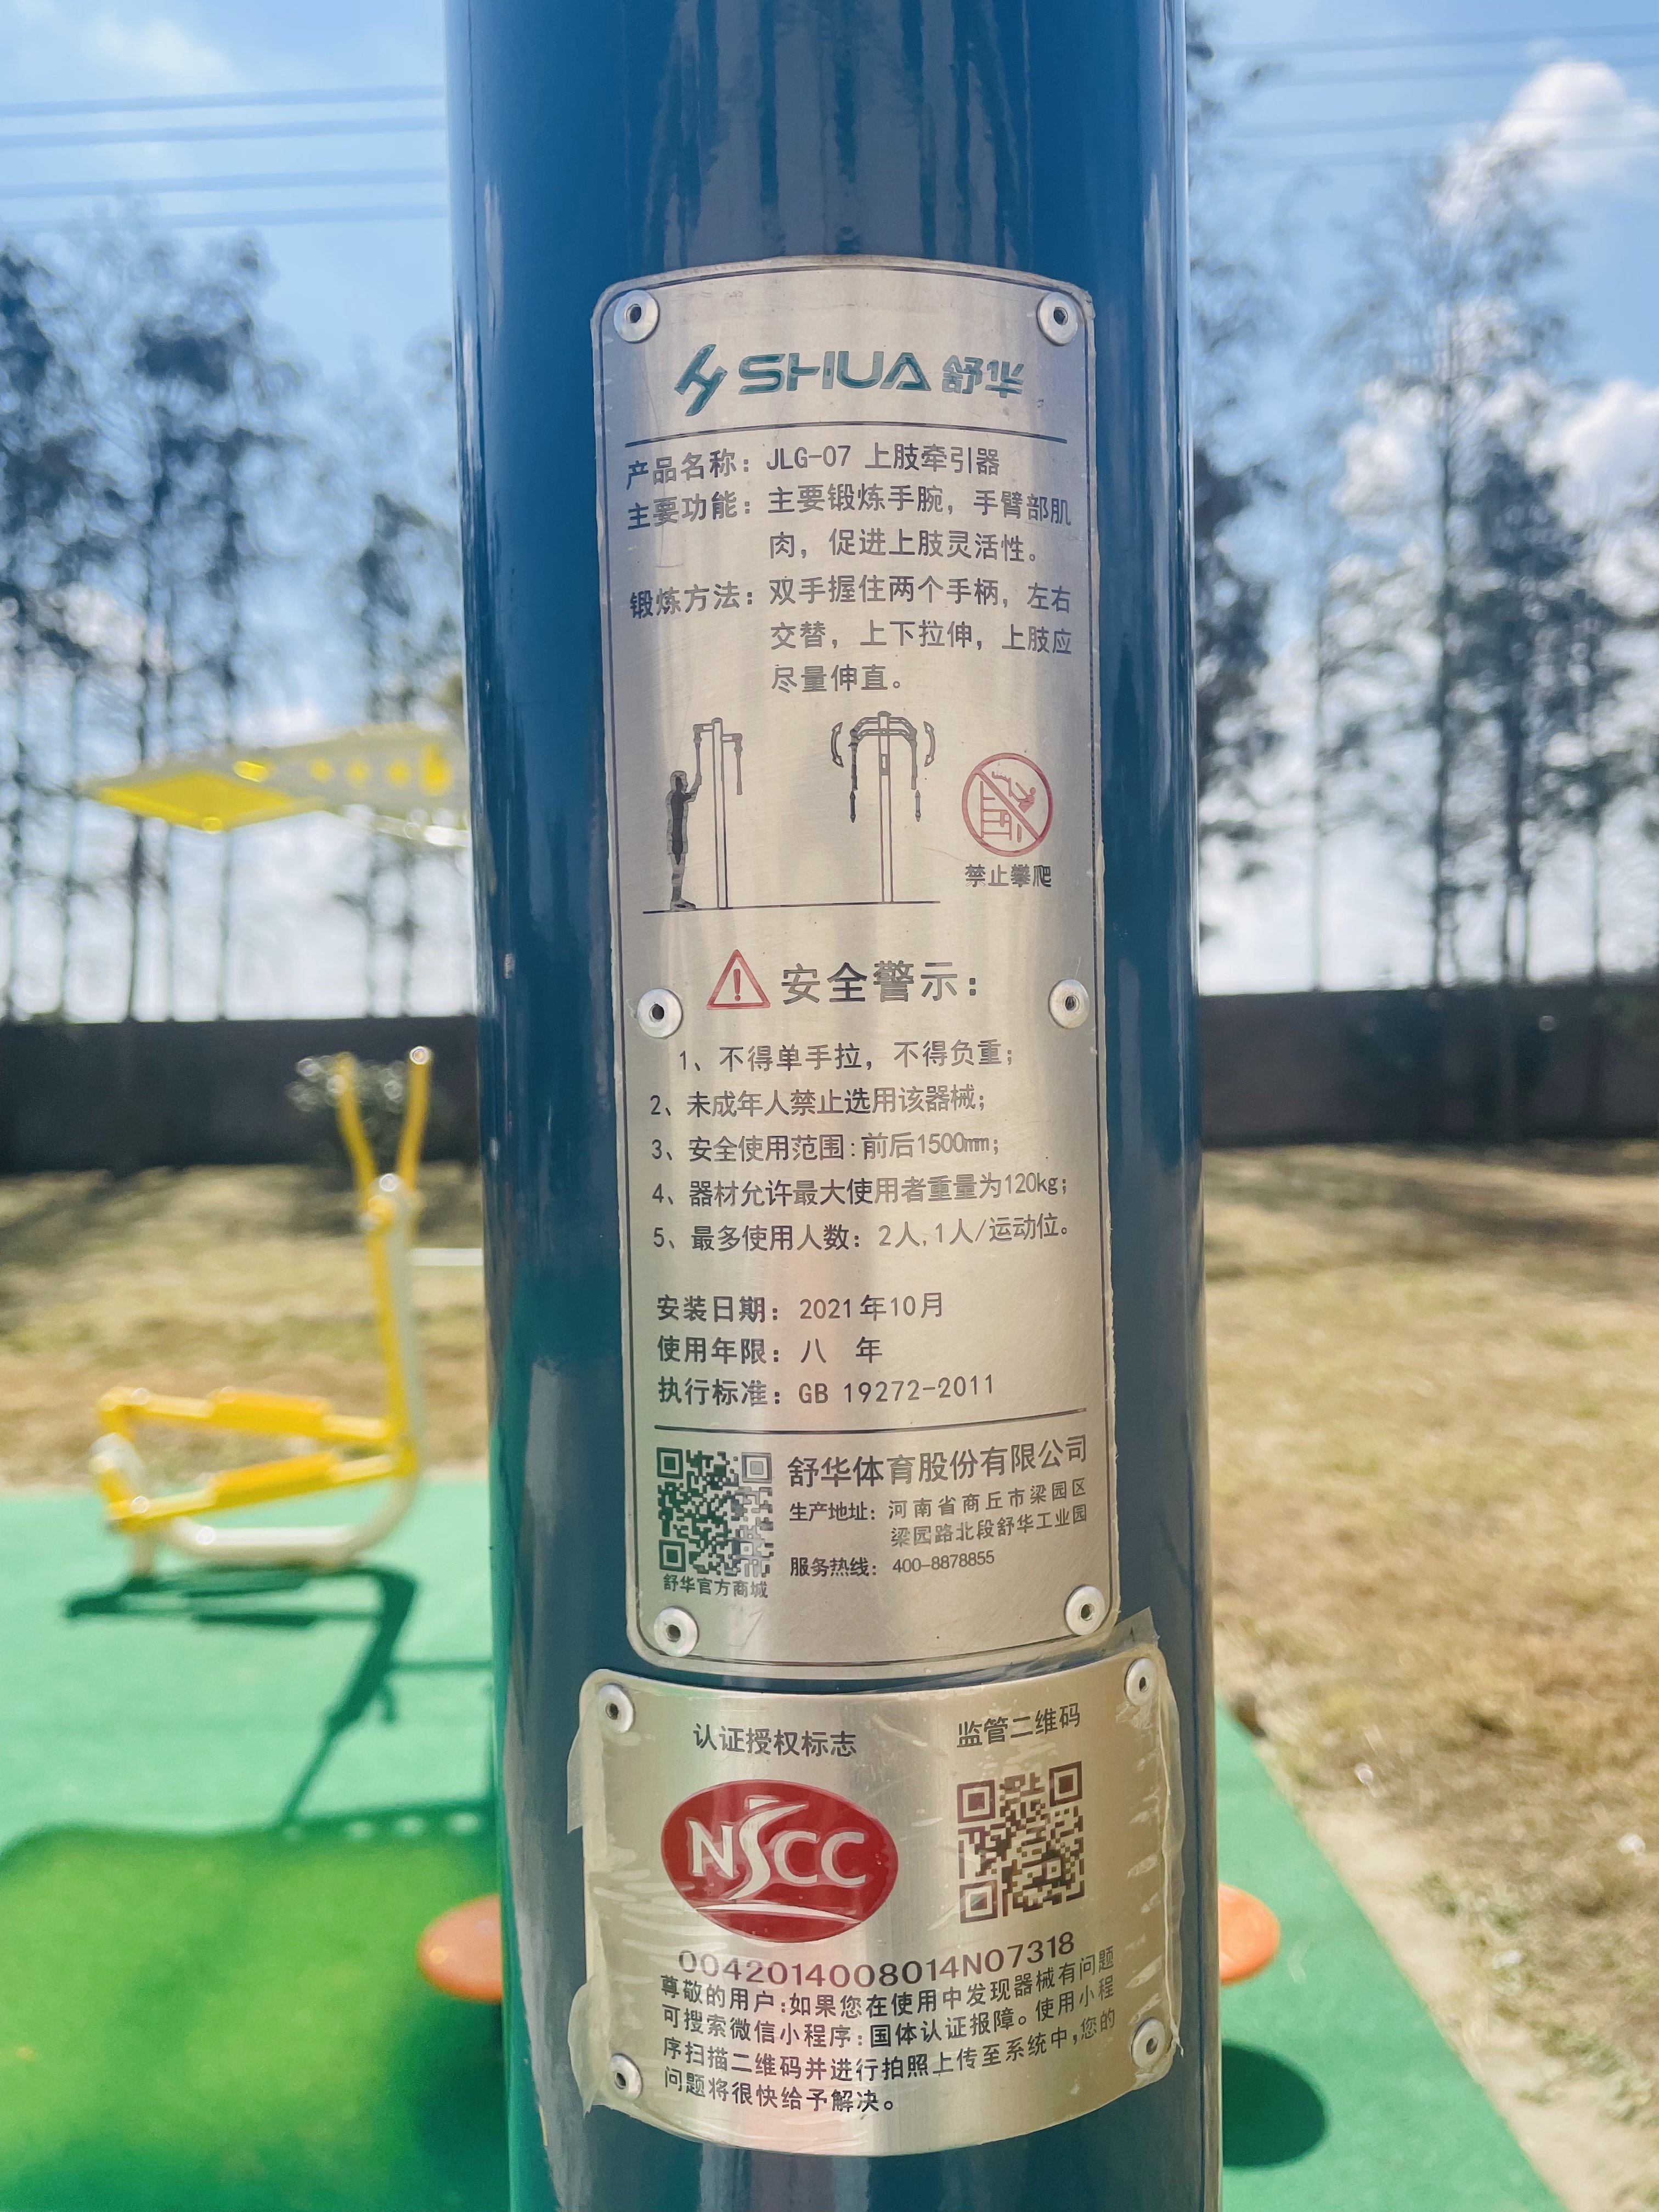 SHUA 舒华
产品名称：JLG-07 上肢牵引器
主要功能：主要锻炼手腕，手臂部肌
肉，促进上肢灵活性。
锻炼方法：双手握住两个手柄，左右
交替，上下拉伸，上肢应
尽量伸直。
禁止攀爬
安全警示：
1、不得单手拉，不得负重；
2、未成年人禁止选用该器械；
3、安全使用范围：前后1500mm；
4、器材允许最大使用者重量为120kg；
5、最多使用人数：2人，1人/运动位。
安装日期：2021年10月
使用年限：八 年
执行标准：GB 19272-2011
舒华体育股份有限公司
生产地址：河南省商丘市梁园区
梁园路北段舒华工业园
服务热线：400-8878855
舒华官方商城
认证授权标志
监管二维码
NSCC
0042014008014N07318
尊敬的用户：如果您在使用中发现器械有问题
可搜索微信小程序：国体认证报障。使用小程
序扫描二维码并进行拍照上传至系统中，您的
问题将很快给予解决。